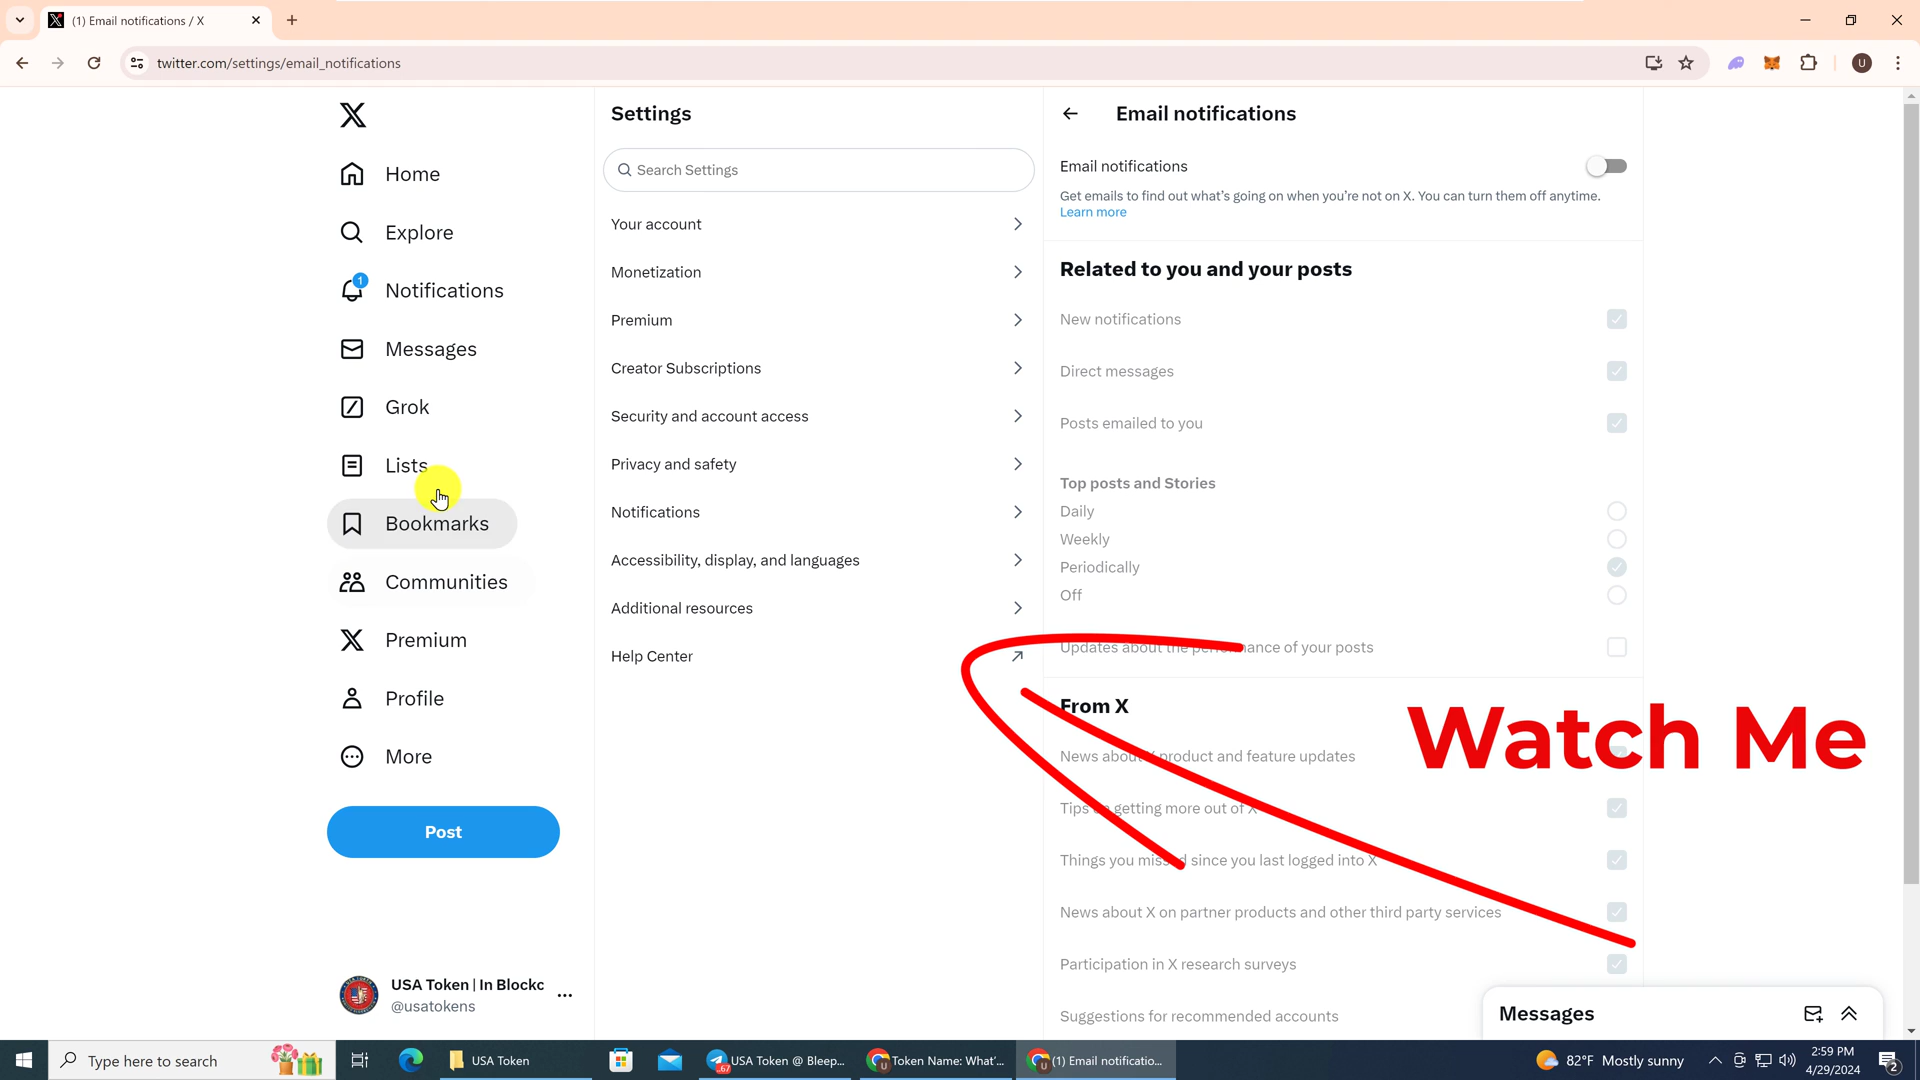 (1) Email notifications / X
twitter.com/settings/email_notifications
U
Home
Explore
1
Notifications
Messages
Grok
Lists
Bookmarks
Communities
Premium
Profile
More
Post
USA Token | In Blockc
@usatokens
Settings
Search Settings
Your account
Monetization
Premium
Creator Subscriptions
Security and account access
Privacy and safety
Notifications
Accessibility, display, and languages
Additional resources
Help Center
Email notifications
Email notifications
Get emails to find out what's going on when you're not on X. You can turn them off anytime.
Learn more
Related to you and your posts
New notifications
Direct messages
Posts emailed to you
Top posts and Stories
Daily
Weekly
Periodically
Off
Updates about the performance of your posts
From X
News about X product and feature updates
Watch Me
Tips on getting more out of X
Things you missed since you last logged into X
News about X on partner products and other third party services
Participation in X research surveys
Suggestions for recommended accounts
Messages
Type here to search
USA Token
USA Token @ Bleep...
Token Name: What'...
(1) Email notificatio...
82°F Mostly sunny
2:59 PM
4/29/2024
2